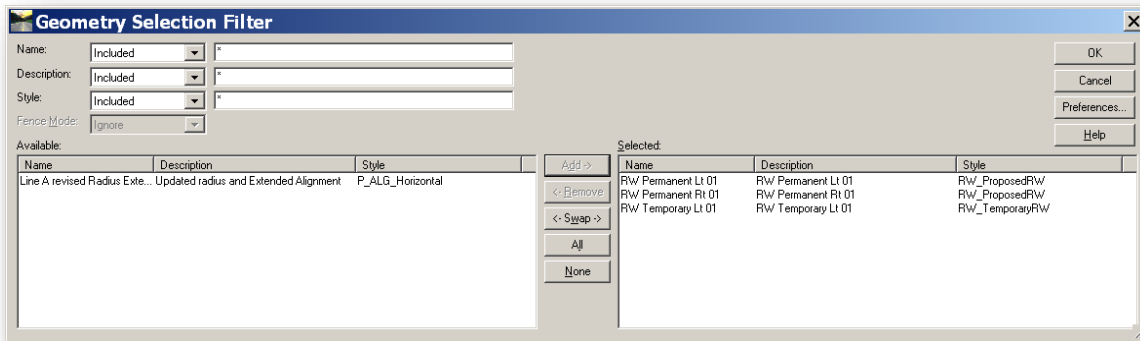 Geometry Selection Filter
Name: Included *
OK
Description: Included *
Cancel
Style: Included *
Preferences...
Fence Mode: Ignore
Help
Available:
Selected:
Name Description Style
Add ->
Name Description Style
Line A revised Radius Exte... Updated radius and Extended Alignment P_ALG_Horizontal
RW Permanent Lt 01 RW Permanent Lt 01 RW_ProposedRW
<- Remove
RW Permanent Rt 01 RW Permanent Rt 01 RW_ProposedRW
RW Temporary Lt 01 RW Temporary Lt 01 RW_TemporaryRW
<- Swap ->
All
None